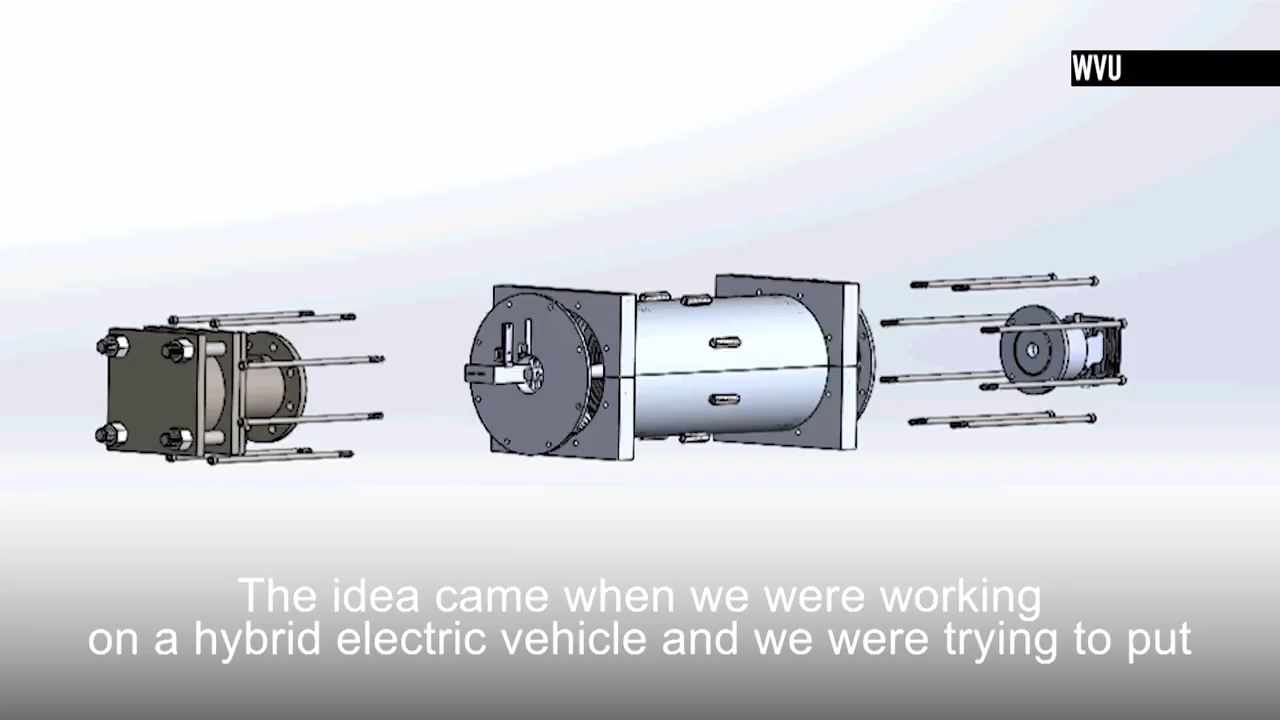 WVU
The idea came when we were working
on a hybrid electric vehicle and we were trying to put